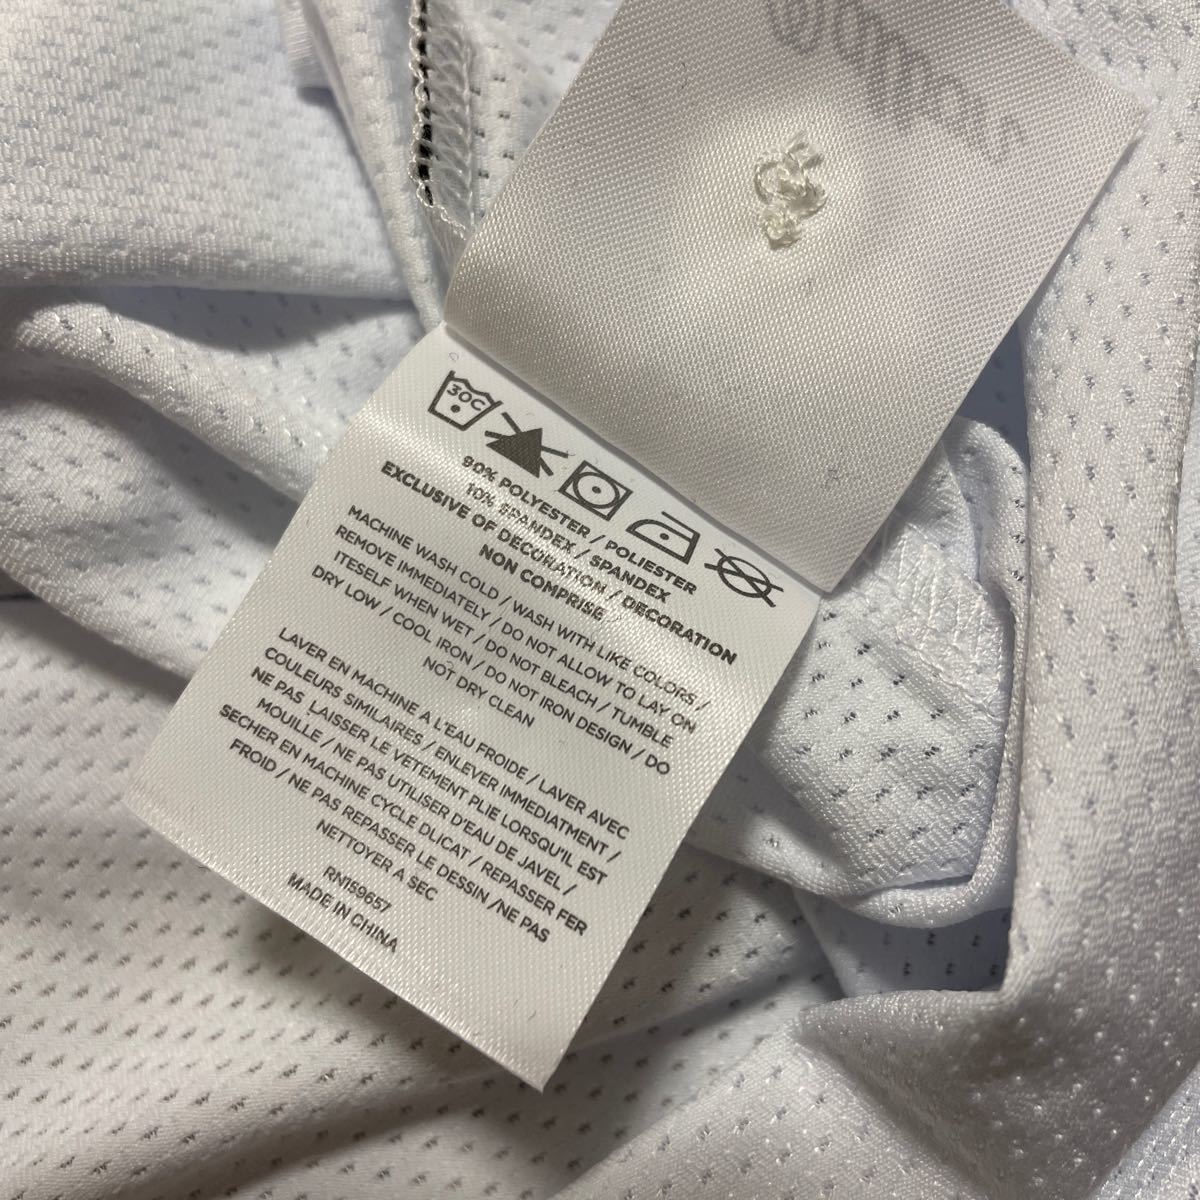 30C
90% POLYESTER / POLIESTER
10% SPANDEX / SPANDEX
EXCLUSIVE OF DECORATION / DECORATION
NON COMPRISE
MACHINE WASH COLD / WASH WITH LIKE COLORS /
REMOVE IMMEDIATELY / DO NOT ALLOW TO LAY ON
ITESELF WHEN WET / DO NOT BLEACH / TUMBLE
DRY LOW / COOL IRON / DO NOT IRON DESIGN / DO
NOT DRY CLEAN
LAVER EN MACHINE A L'EAU FROIDE / LAVER AVEC
COULEURS SIMILAIRES / ENLEVER IMMEDIATMENT /
NE PAS LAISSER LE VETEMENT PLIE LORSQU'IL EST
MOUILLE / NE PAS UTILISER D'EAU DE JAVEL /
SECHER EN MACHINE CYCLE DLICAT / REPASSER FER
FROID / NE PAS REPASSER LE DESSIN /NE PAS
NETTOYER A SEC
RN159657
MADE IN CHINA